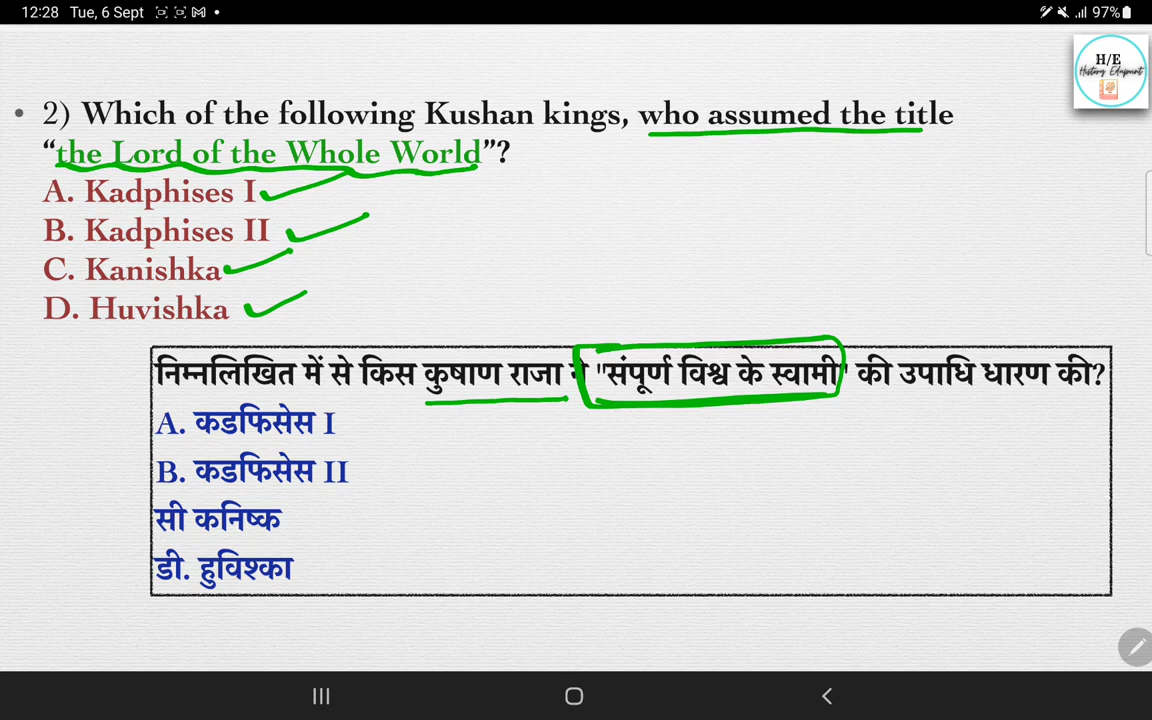 12:28 Tue, 6 Sept
97%
H/E
History Edupoint
• 2) Which of the following Kushan kings, who assumed the title
“the Lord of the Whole World”?
A. Kadphises I
B. Kadphises II
C. Kanishka
D. Huvishka
निम्नलिखित में से किस कुषाण राजा ने "संपूर्ण विश्व के स्वामी" की उपाधि धारण की?
A. कडफिसेस I
B. कडफिसेस II
सी कनिष्क
डी. हुविश्का